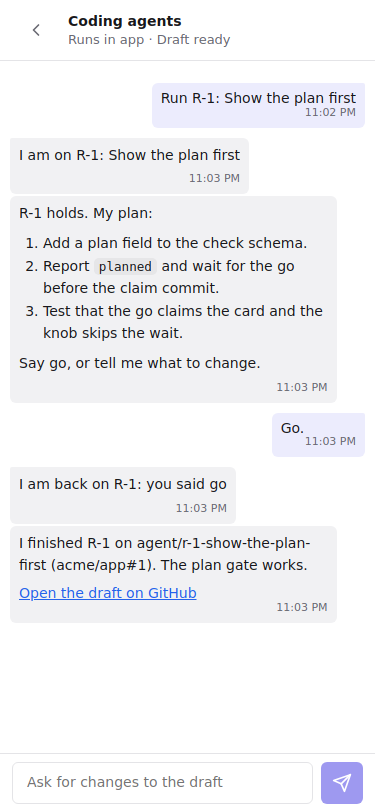 Coding agents
Runs in app · Draft ready
Run R-1: Show the plan first
11:02 PM
I am on R-1: Show the plan first
11:03 PM
R-1 holds. My plan:
1. Add a plan field to the check schema.
2. Report planned and wait for the go
before the claim commit.
3. Test that the go claims the card and the
knob skips the wait.
Say go, or tell me what to change.
11:03 PM
Go.
11:03 PM
I am back on R-1: you said go
11:03 PM
I finished R-1 on agent/r-1-show-the-plan-
first (acme/app#1). The plan gate works.
Open the draft on GitHub
11:03 PM
Ask for changes to the draft